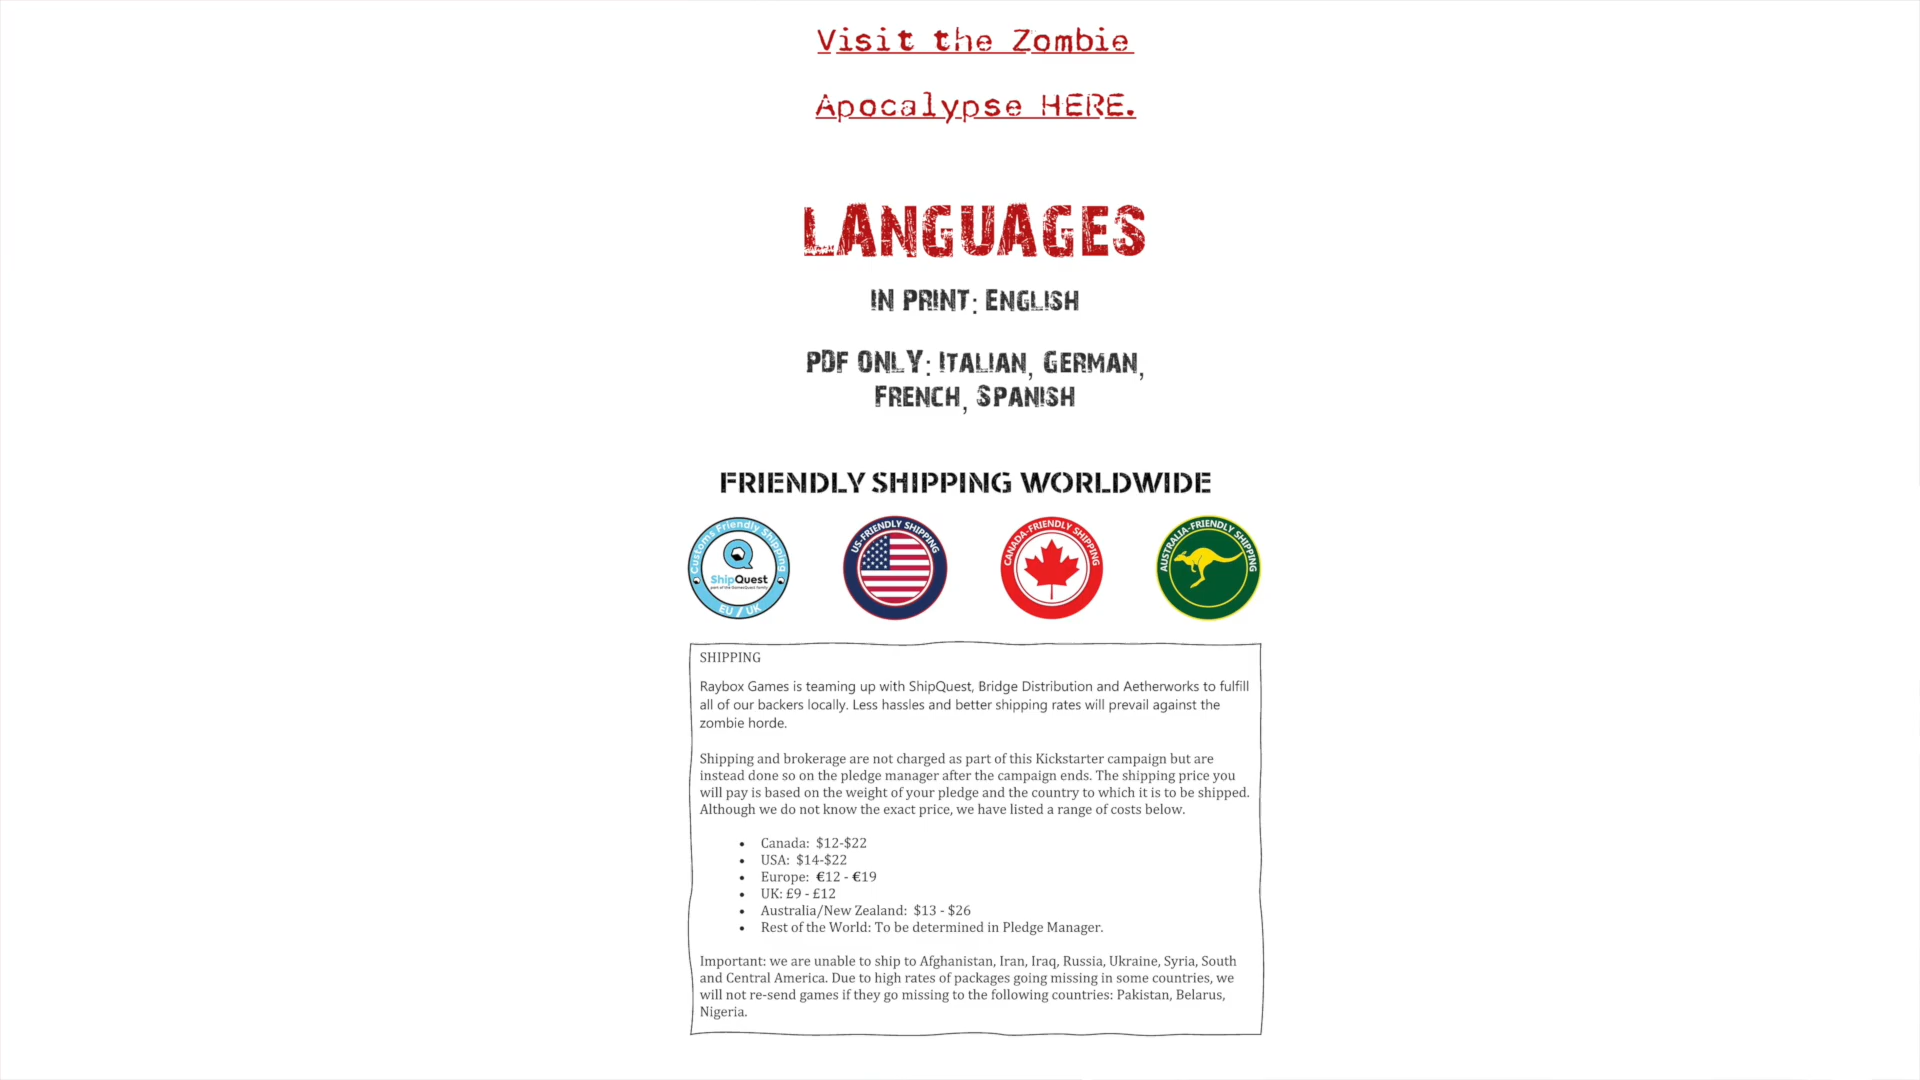 Visit the Zombie
Apocalypse HERE.
LANGUAGES
IN PRINT: ENGLISH
PDF ONLY: ITALIAN, GERMAN,
FRENCH, SPANISH
FRIENDLY SHIPPING WORLDWIDE
Customs Friendly Shipping
ShipQuest
part of the GamesQuest family
EU / UK
US-FRIENDLY SHIPPING
CANADA-FRIENDLY SHIPPING
AUSTRALIA-FRIENDLY SHIPPING
SHIPPING
Raybox Games is teaming up with ShipQuest, Bridge Distribution and Aetherworks to fulfill
all of our backers locally. Less hassles and better shipping rates will prevail against the
zombie horde.
Shipping and brokerage are not charged as part of this Kickstarter campaign but are
instead done so on the pledge manager after the campaign ends. The shipping price you
will pay is based on the weight of your pledge and the country to which it is to be shipped.
Although we do not know the exact price, we have listed a range of costs below.
• Canada: $12-$22
• USA: $14-$22
• Europe: €12 - €19
• UK: £9 - £12
• Australia/New Zealand: $13 - $26
• Rest of the World: To be determined in Pledge Manager.
Important: we are unable to ship to Afghanistan, Iran, Iraq, Russia, Ukraine, Syria, South
and Central America. Due to high rates of packages going missing in some countries, we
will not re-send games if they go missing to the following countries: Pakistan, Belarus,
Nigeria.